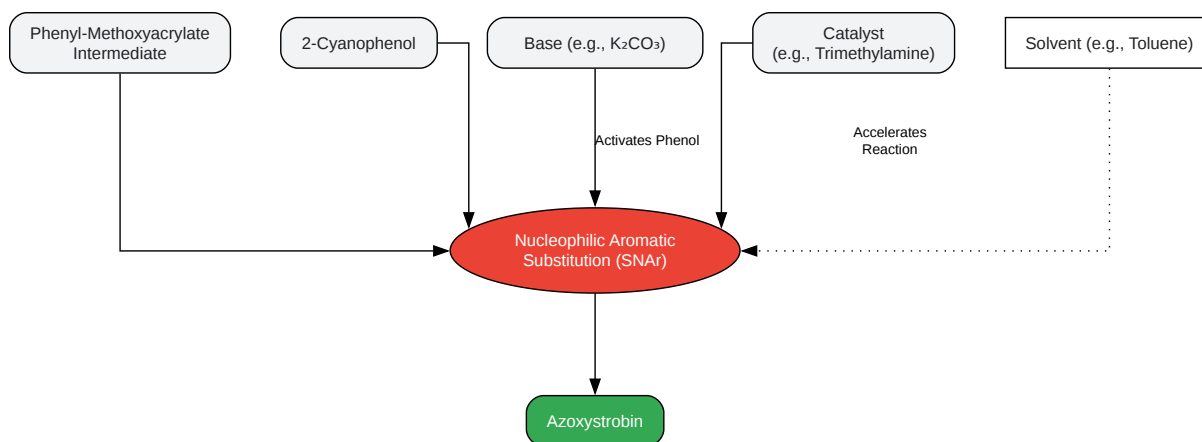 Phenyl-Methoxyacrylate
Intermediate
2-Cyanophenol
Base (e.g., K₂CO₃)
Catalyst
(e.g., Trimethylamine)
Solvent (e.g., Toluene)
Activates Phenol
Accelerates
Reaction
Nucleophilic Aromatic
Substitution (SNAr)
Azoxystrobin